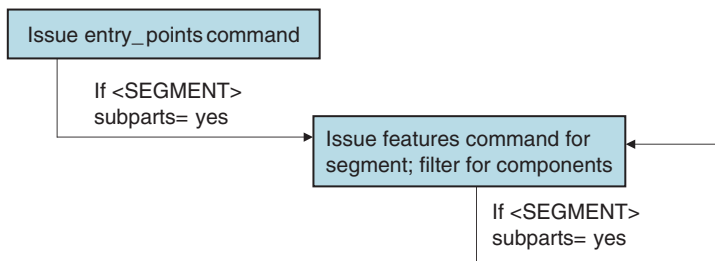 Issue entry_points command
If <SEGMENT>
subparts= yes
Issue features command for
segment; filter for components
If <SEGMENT>
subparts= yes